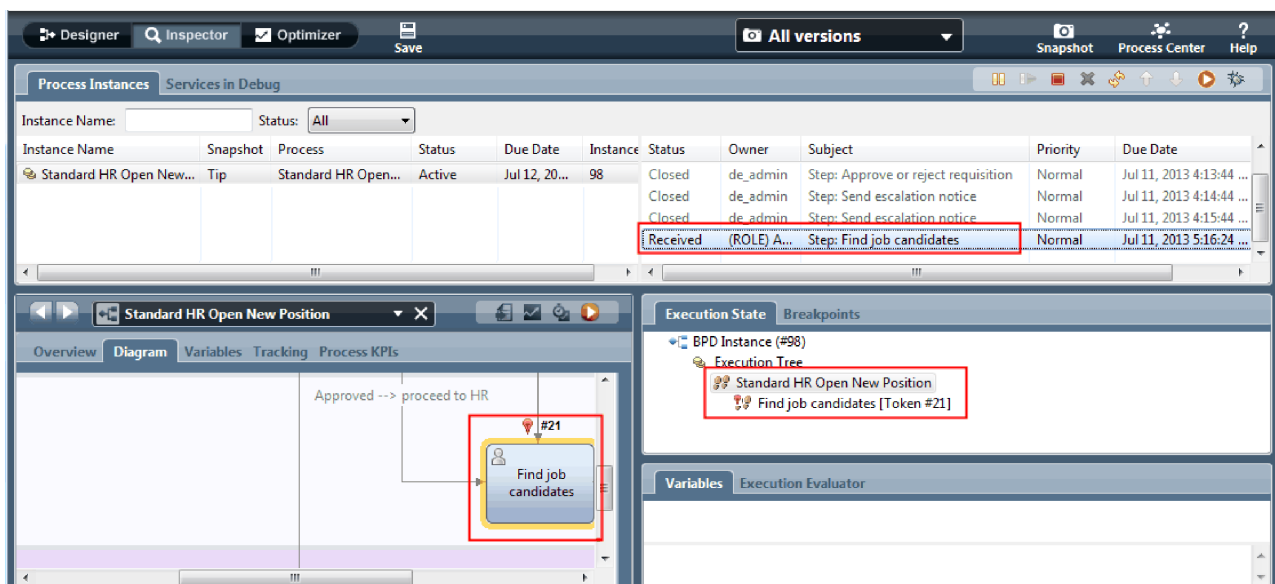 Designer Inspector Optimizer Save All versions Snapshot Process Center ? Help
Process Instances Services in Debug
Instance Name: Status: All
Instance Name Snapshot Process Status Due Date Instance Status Owner Subject Priority Due Date
Standard HR Open New... Tip Standard HR Open... Active Jul 12, 20... 98 Closed de_admin Step: Approve or reject requisition Normal Jul 11, 2013 4:13:44 ...
Closed de_admin Step: Send escalation notice Normal Jul 11, 2013 4:14:44 ...
Closed de_admin Step: Send escalation notice Normal Jul 11, 2013 4:15:44 ...
Received (ROLE) A... Step: Find job candidates Normal Jul 11, 2013 5:16:24 ...
Standard HR Open New Position
Overview Diagram Variables Tracking Process KPIs
Approved --> proceed to HR
#21
Find job
candidates
Execution State Breakpoints
BPD Instance (#98)
Execution Tree
Standard HR Open New Position
Find job candidates [Token #21]
Variables Execution Evaluator